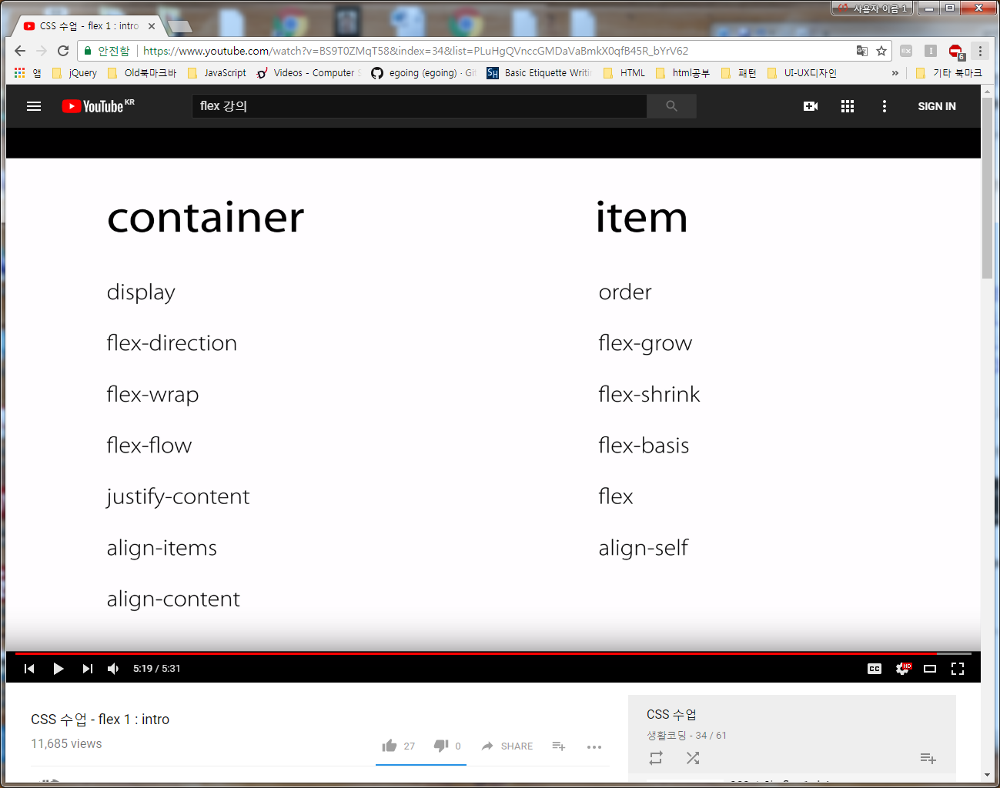 사용자 이름 1
CSS 수업 - flex 1 : intro
안전함 https://www.youtube.com/watch?v=BS9T0ZMqT58&index=34&list=PLuHgQVnccGMDaVaBmkX0qfB45R_bYrV62
앱 jQuery Old북마크바 JavaScript Videos - Computer S egoing (egoing) · Git SH Basic Etiquette Writin HTML html공부 패턴 UI-UX디자인 » 기타 북마크
YouTube KR flex 강의 SIGN IN
container
display
flex-direction
flex-wrap
flex-flow
justify-content
align-items
align-content
item
order
flex-grow
flex-shrink
flex-basis
flex
align-self
5:19 / 5:31 CC HD
CSS 수업 - flex 1 : intro
11,685 views
27 0 SHARE
CSS 수업
생활코딩 - 34 / 61